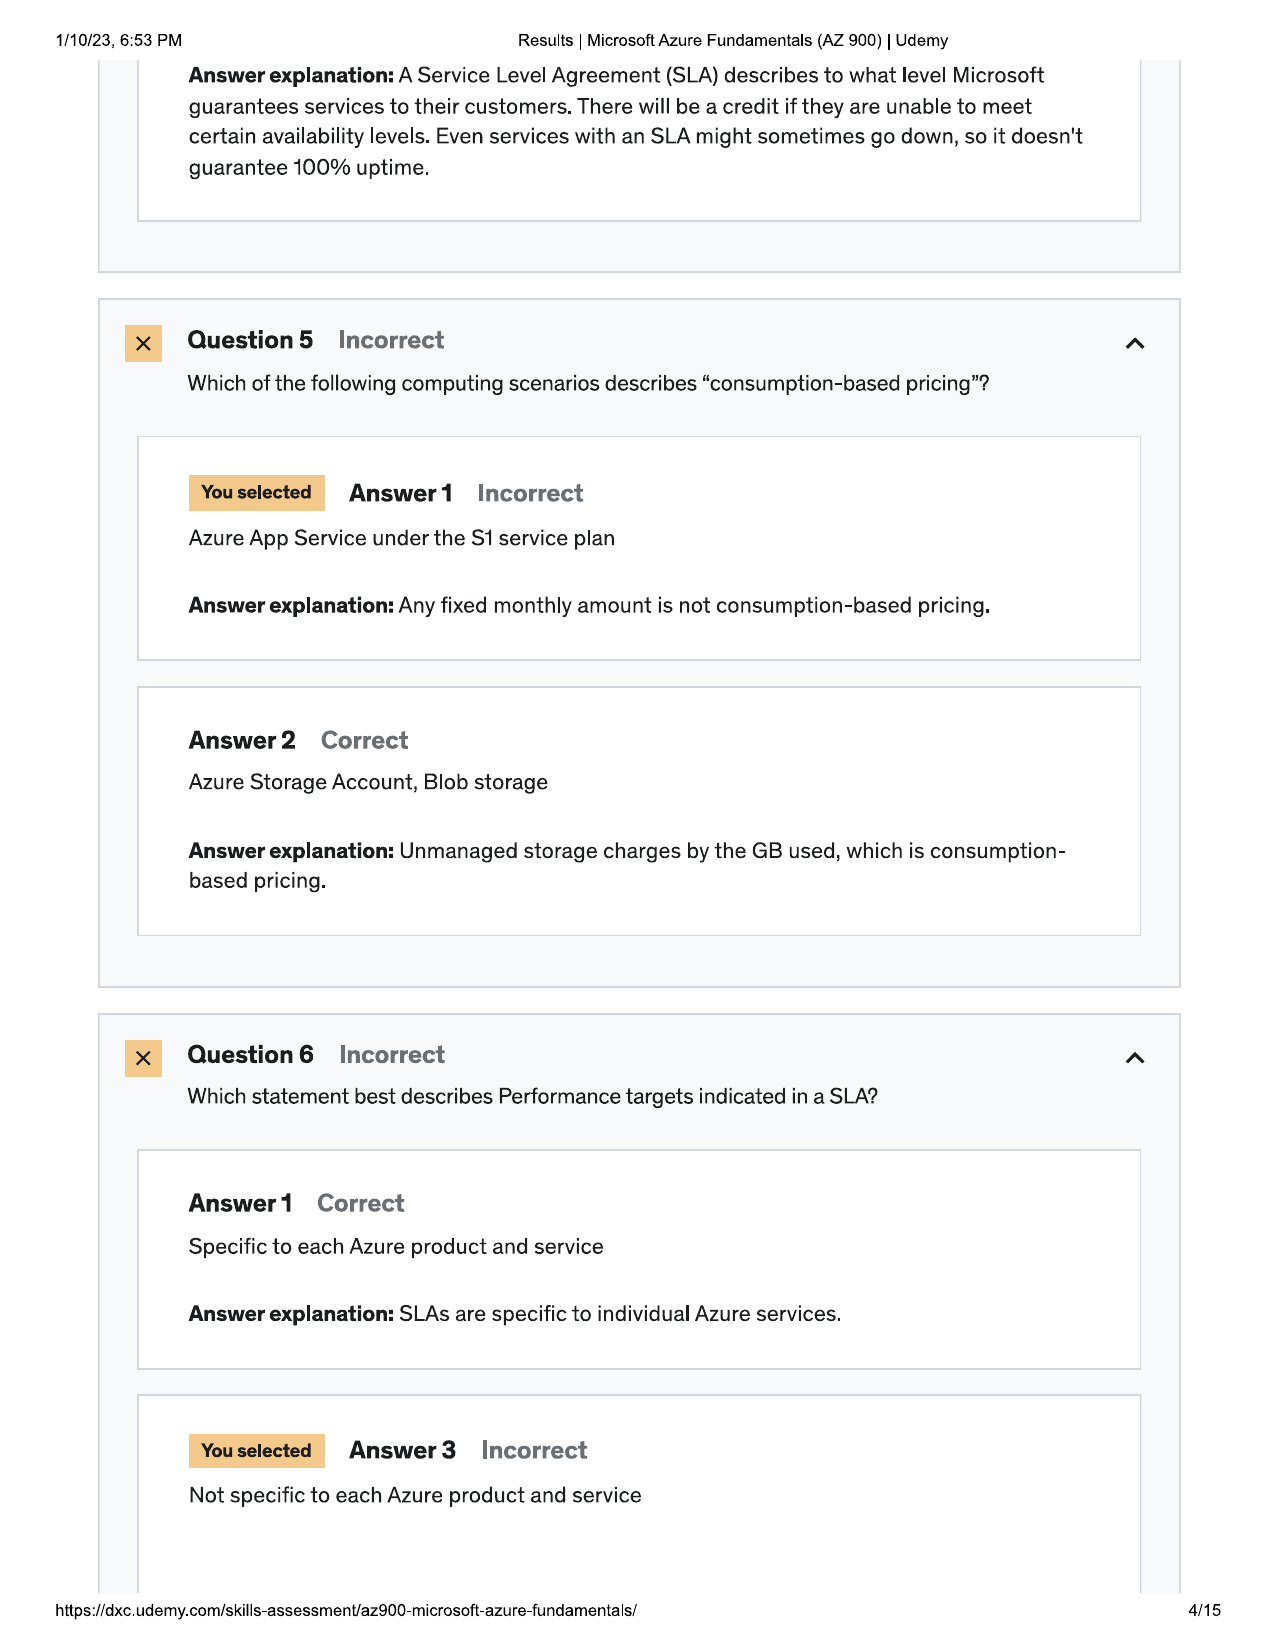 1/10/23, 6:53 PM
Results | Microsoft Azure Fundamentals (AZ 900) | Udemy
Answer explanation: A Service Level Agreement (SLA) describes to what level Microsoft
guarantees services to their customers. There will be a credit if they are unable to meet
certain availability levels. Even services with an SLA might sometimes go down, so it doesn't
guarantee 100% uptime.
Question 5 Incorrect
Which of the following computing scenarios describes “consumption-based pricing”?
You selected Answer 1 Incorrect
Azure App Service under the S1 service plan
Answer explanation: Any fixed monthly amount is not consumption-based pricing.
Answer 2 Correct
Azure Storage Account, Blob storage
Answer explanation: Unmanaged storage charges by the GB used, which is consumption-
based pricing.
Question 6 Incorrect
Which statement best describes Performance targets indicated in a SLA?
Answer 1 Correct
Specific to each Azure product and service
Answer explanation: SLAs are specific to individual Azure services.
You selected Answer 3 Incorrect
Not specific to each Azure product and service
https://dxc.udemy.com/skills-assessment/az900-microsoft-azure-fundamentals/
4/15